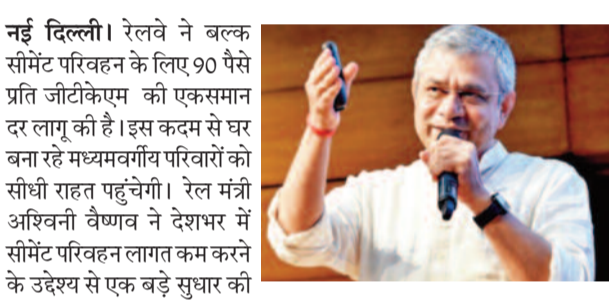 नई दिल्ली। रेलवे ने बल्क
सीमेंट परिवहन के लिए 90 पैसे
प्रति जीटीकेएम की एकसमान
दर लागू की है। इस कदम से घर
बना रहे मध्यमवर्गीय परिवारों को
सीधी राहत पहुंचेगी। रेल मंत्री
अश्विनी वैष्णव ने देशभर में
सीमेंट परिवहन लागत कम करने
के उद्देश्य से एक बड़े सुधार की